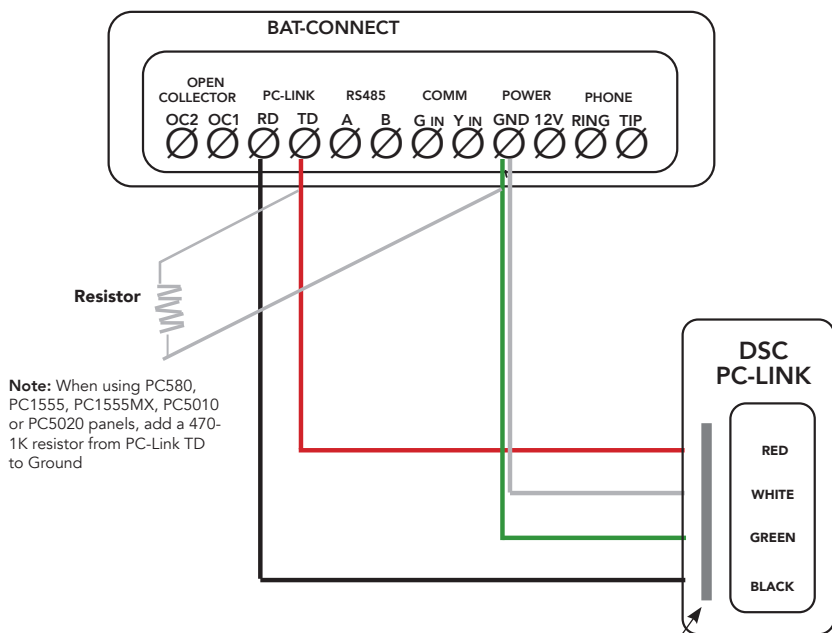 BAT-CONNECT
OPEN
COLLECTOR PC-LINK RS485 COMM POWER PHONE
OC2 OC1 RD TD A B G IN Y IN GND 12V RING TIP
Resistor
Note: When using PC580,
PC1555, PC1555MX, PC5010
or PC5020 panels, add a 470-
1K resistor from PC-Link TD
to Ground
DSC
PC-LINK
RED
WHITE
GREEN
BLACK